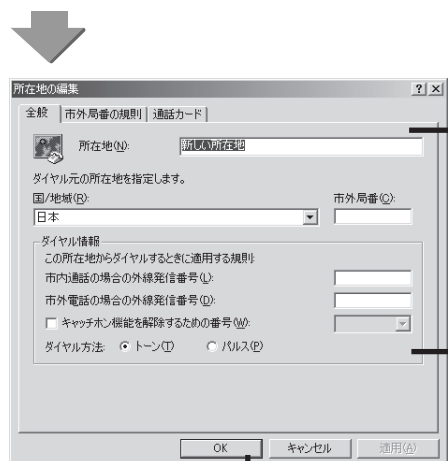 所在地の編集
全般 市外局番の規則 通話カード
所在地(N): 新しい所在地
ダイヤル元の所在地を指定します。
国/地域(R): 市外局番(C):
日本
ダイヤル情報
この所在地からダイヤルするときに適用する規則:
市内通話の場合の外線発信番号(L):
市外電話の場合の外線発信番号(D):
キャッチホン機能を解除するための番号(W):
ダイヤル方法: トーン(T) パルス(P)
OK キャンセル 適用(A)